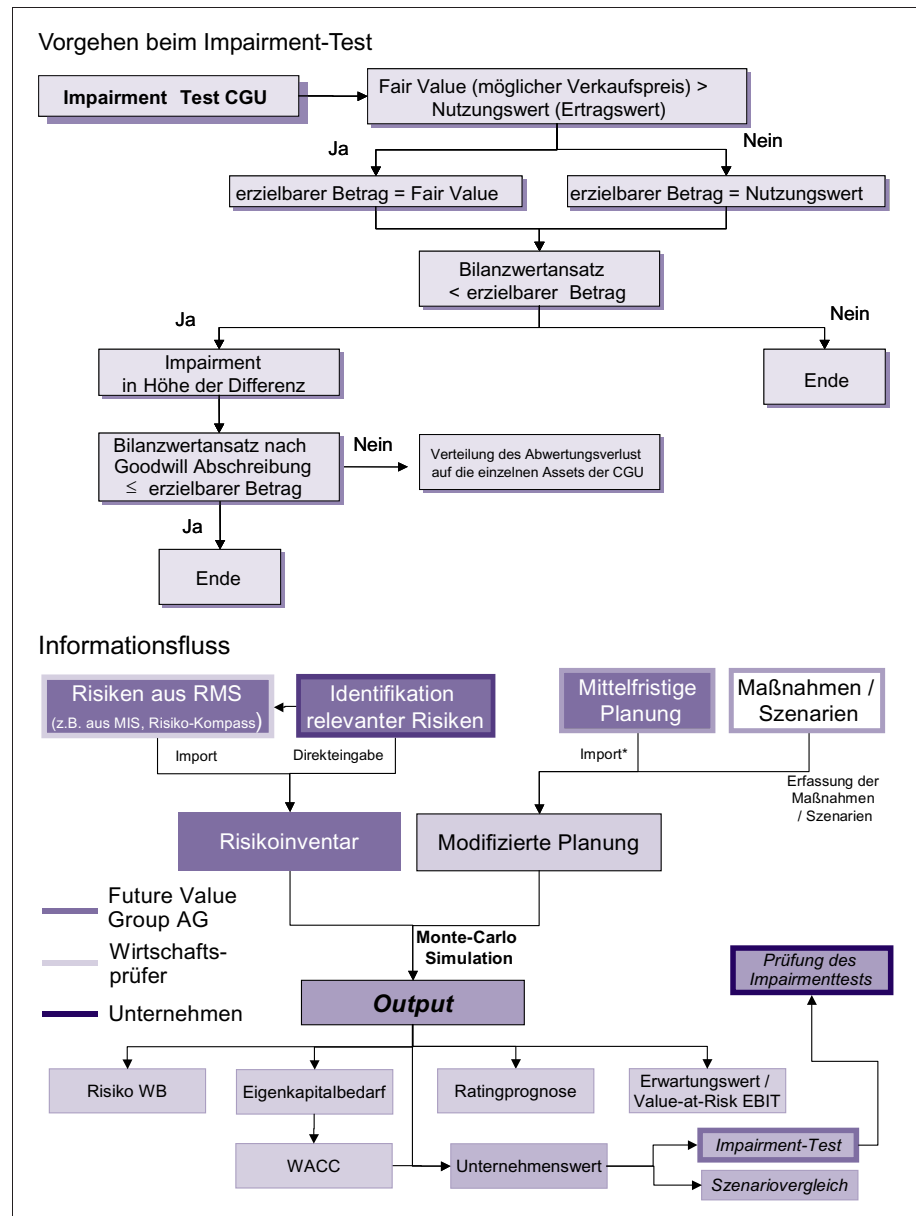 Vorgehen beim Impairment-Test
Impairment Test CGU
Fair Value (möglicher Verkaufspreis) >
Nutzungswert (Ertragswert)
Ja
Nein
erzielbarer Betrag = Fair Value
erzielbarer Betrag = Nutzungswert
Bilanzwertansatz
< erzielbarer Betrag
Ja
Nein
Impairment
in Höhe der Differenz
Ende
Bilanzwertansatz nach
Goodwill Abschreibung
≤ erzielbarer Betrag
Nein
Verteilung des Abwertungsverlust
auf die einzelnen Assets der CGU
Ja
Ende
Informationsfluss
Risiken aus RMS
(z.B. aus MIS, Risiko-Kompass)
Identifikation
relevanter Risiken
Mittelfristige
Planung
Maßnahmen /
Szenarien
Import
Direkteingabe
Import*
Erfassung der
Maßnahmen
/ Szenarien
Risikoinventar
Modifizierte Planung
Future Value
Group AG
Wirtschafts-
prüfer
Unternehmen
Monte-Carlo
Simulation
Output
Prüfung des
Impairmenttests
Risiko WB
Eigenkapitalbedarf
Ratingprognose
Erwartungswert /
Value-at-Risk EBIT
WACC
Unternehmenswert
Impairment-Test
Szenariovergleich